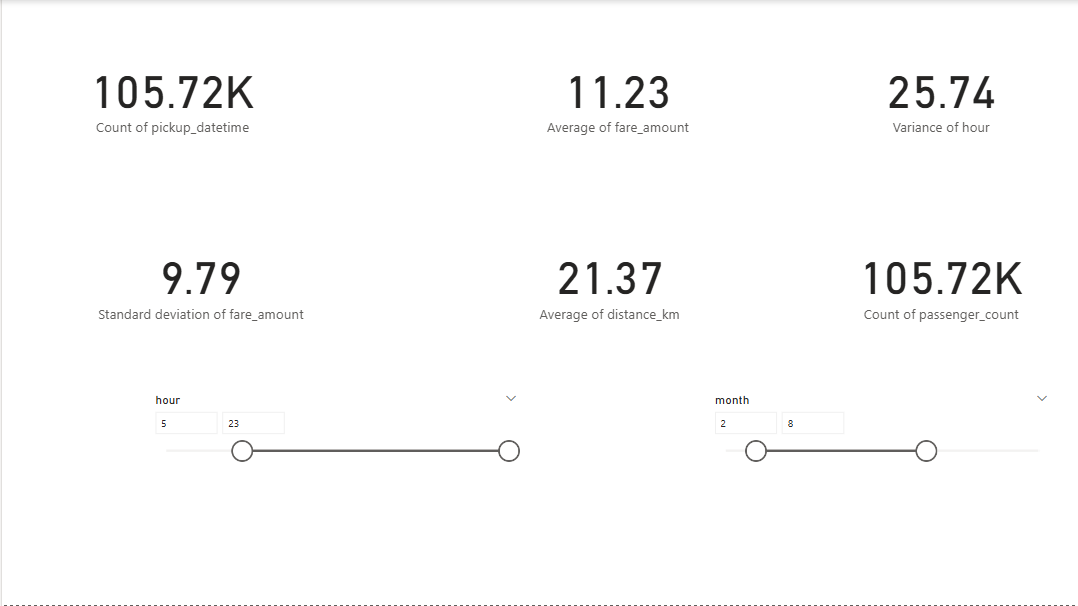 105.72K
Count of pickup_datetime
11.23
Average of fare_amount
25.74
Variance of hour
9.79
Standard deviation of fare_amount
21.37
Average of distance_km
105.72K
Count of passenger_count
hour
5 23
month
2 8